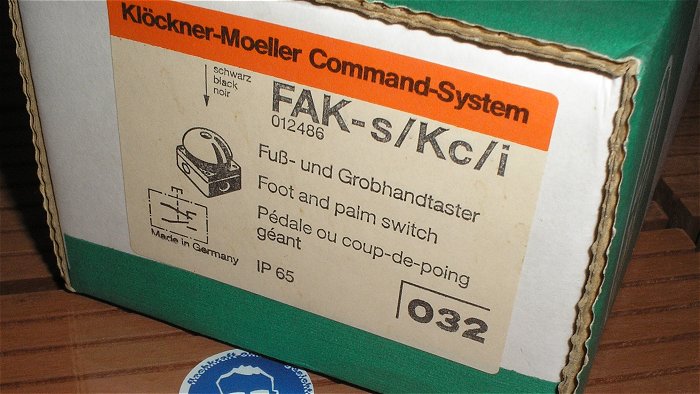 Klöckner-Moeller Command-System
schwarz
black
noir
FAK-s/Kc/i
012486
Fuß- und Grobhandtaster
Foot and palm switch
Pédale ou coup-de-poing
géant
Made in Germany
IP 65
032